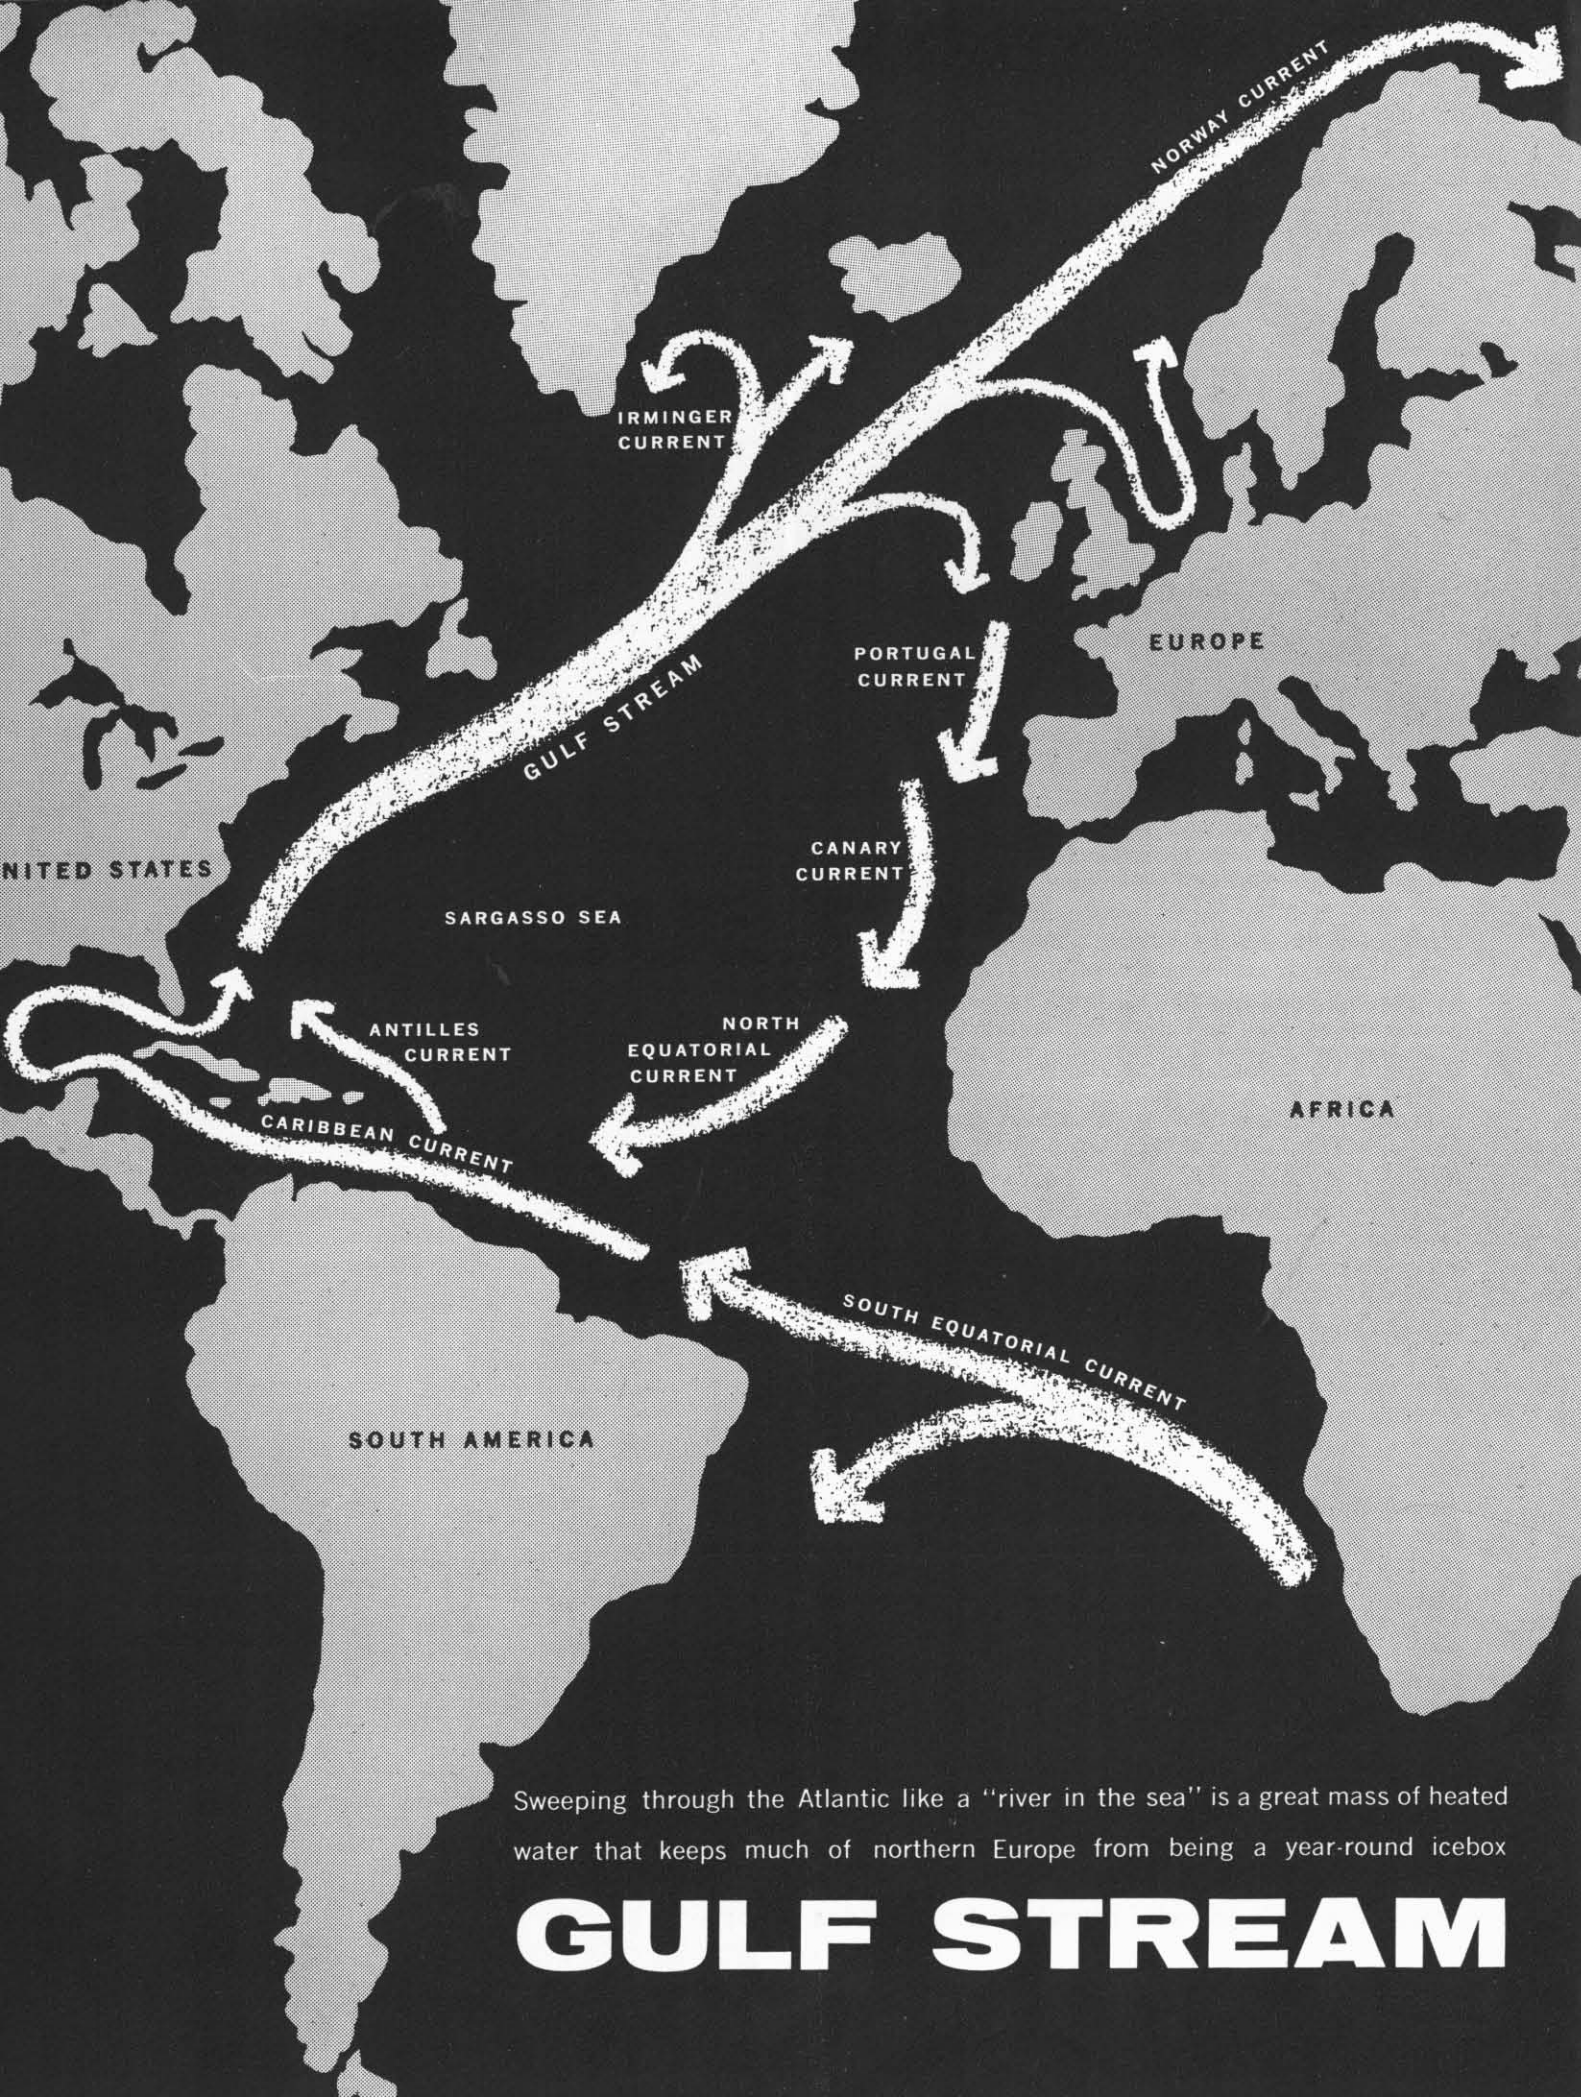 NORWAY CURRENT
IRMINGER
CURRENT
GULF STREAM
PORTUGAL
CURRENT
EUROPE
CANARY
CURRENT
NITED STATES
SARGASSO SEA
ANTILLES
CURRENT
NORTH
EQUATORIAL
CURRENT
CARIBBEAN CURRENT
AFRICA
SOUTH EQUATORIAL CURRENT
SOUTH AMERICA
Sweeping through the Atlantic like a “river in the sea” is a great mass of heated
water that keeps much of northern Europe from being a year-round icebox
GULF STREAM